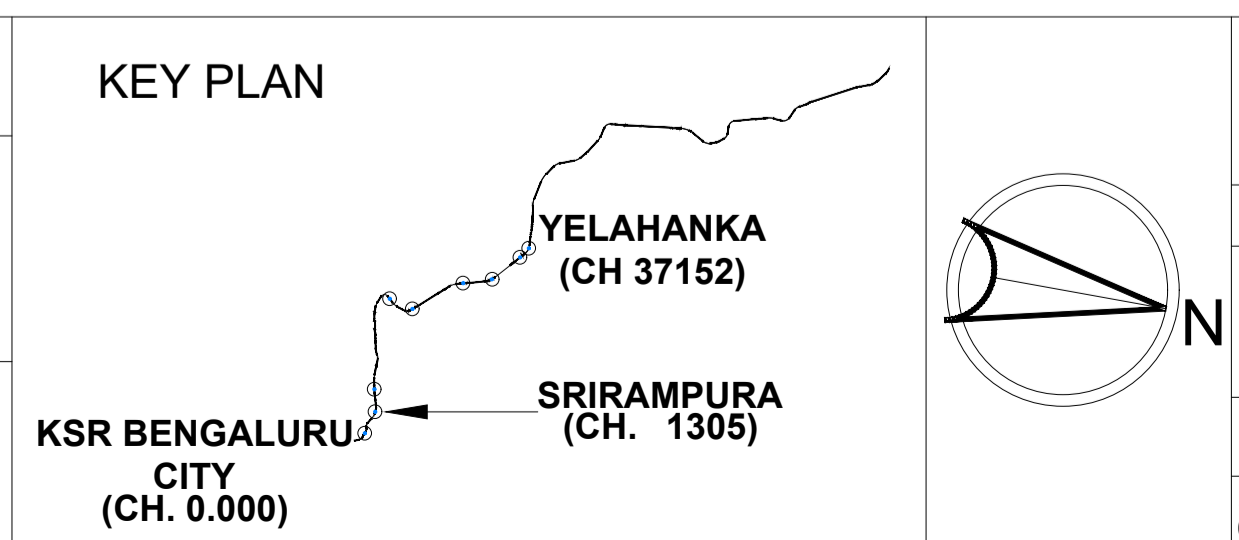 KEY PLAN
YELAHANKA
(CH 37152)
SRIRAMPURA
(CH. 1305)
KSR BENGALURU
CITY
(CH. 0.000)
N